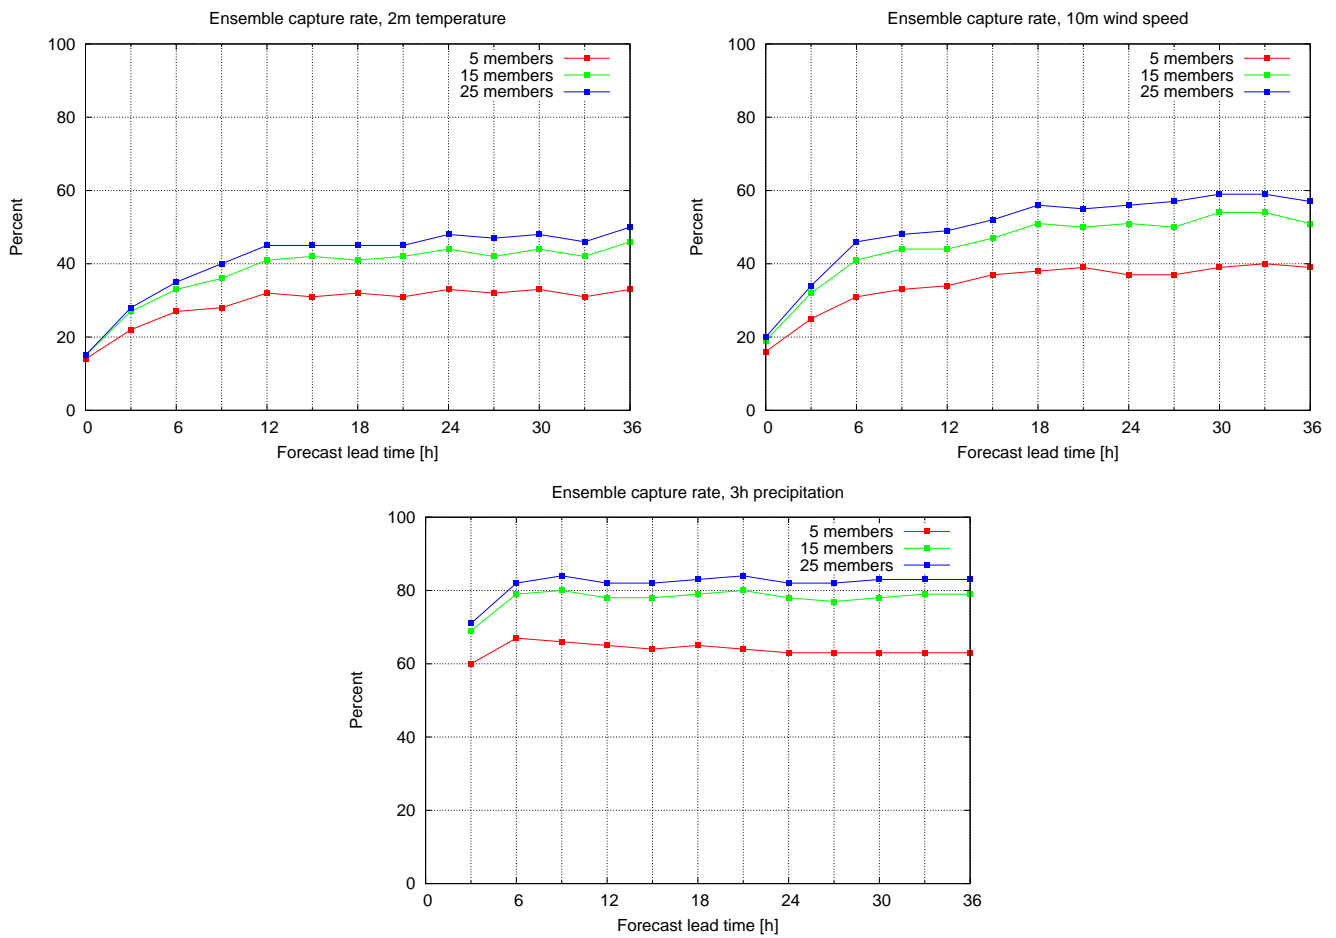 Ensemble capture rate, 2m temperature
100
80
60
40
20
0
Percent
5 members
15 members
25 members
0 6 12 18 24 30 36
Forecast lead time [h]
Ensemble capture rate, 10m wind speed
100
80
60
40
20
0
Percent
5 members
15 members
25 members
0 6 12 18 24 30 36
Forecast lead time [h]
Ensemble capture rate, 3h precipitation
100
80
60
40
20
0
Percent
5 members
15 members
25 members
0 6 12 18 24 30 36
Forecast lead time [h]